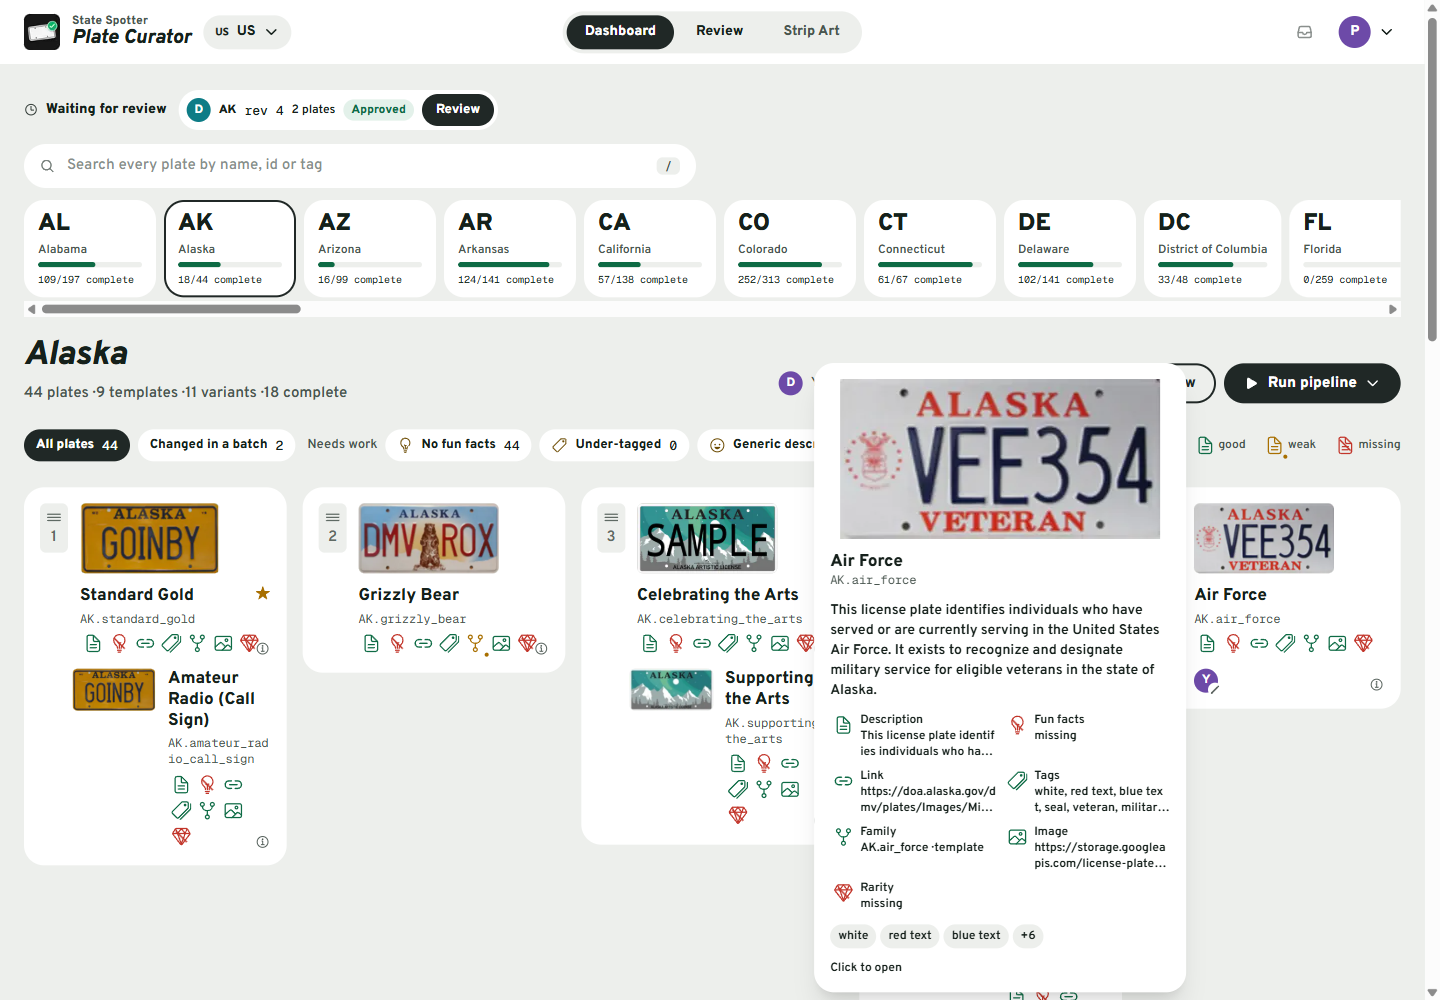 State Spotter
Plate Curator
US US
Dashboard
Review
Strip Art
P
Waiting for review
D AK rev 4 2 plates Approved Review
Search every plate by name, id or tag
/
AL
Alabama
109/197 complete
AK
Alaska
18/44 complete
AZ
Arizona
16/99 complete
AR
Arkansas
124/141 complete
CA
California
57/138 complete
CO
Colorado
252/313 complete
CT
Connecticut
61/67 complete
DE
Delaware
102/141 complete
DC
District of Columbia
33/48 complete
FL
Florida
0/259 complete
Alaska
44 plates ·9 templates ·11 variants ·18 complete
D
Run pipeline
All plates 44
Changed in a batch 2
Needs work
No fun facts 44
Under-tagged 0
Generic descr
good
weak
missing
1
ALASKA
GOINBY
Standard Gold
AK.standard_gold
ALASKA
GOINBY
Amateur
Radio (Call
Sign)
AK.amateur_rad
io_call_sign
2
ALASKA
DMV ROX
Grizzly Bear
AK.grizzly_bear
3
ALASKA
SAMPLE
ALASKA ARTISTIC LICENSE
Celebrating the Arts
AK.celebrating_the_arts
ALASKA
Supporting
the Arts
AK.supporting
the_arts
ALASKA
VEE354
VETERAN
Air Force
AK.air_force
This license plate identifies individuals who have
served or are currently serving in the United States
Air Force. It exists to recognize and designate
military service for eligible veterans in the state of
Alaska.
Description
This license plate identif
ies individuals who ha...
Fun facts
missing
Link
https://doa.alaska.gov/d
mv/plates/Images/Mi...
Tags
white, red text, blue tex
t, seal, veteran, militar...
Family
AK.air_force ·template
Image
https://storage.googlea
pis.com/license-plate...
Rarity
missing
white
red text
blue text
+6
Click to open
ALASKA
VEE354
VETERAN
Air Force
AK.air_force
Y